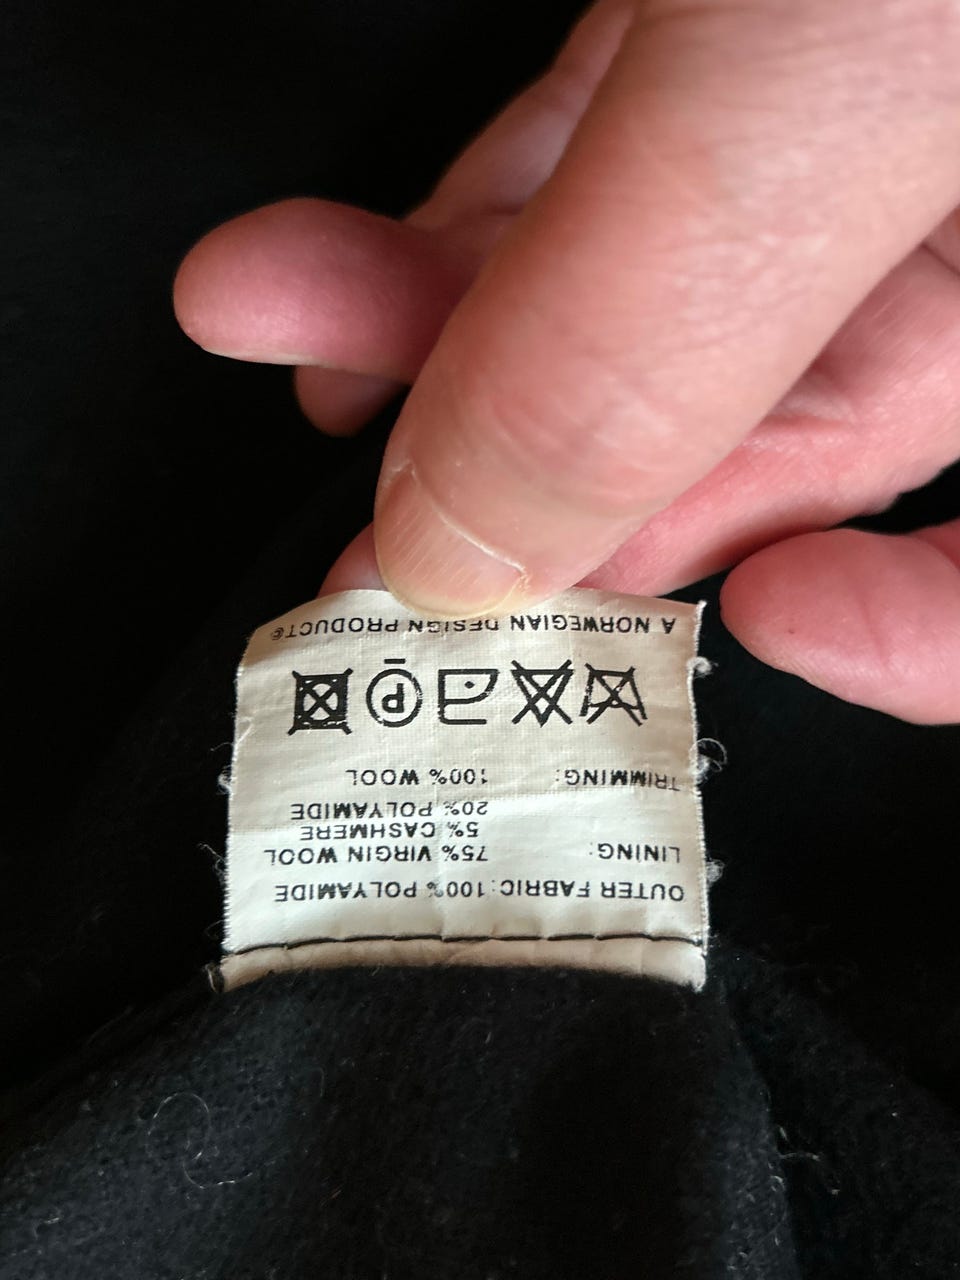 OUTER FABRIC: 100% POLYAMIDE
LINING: 75% VIRGIN WOOL
5% CASHMERE
20% POLYAMIDE
TRIMMING: 100% WOOL
P
A NORWEGIAN DESIGN PRODUCT©